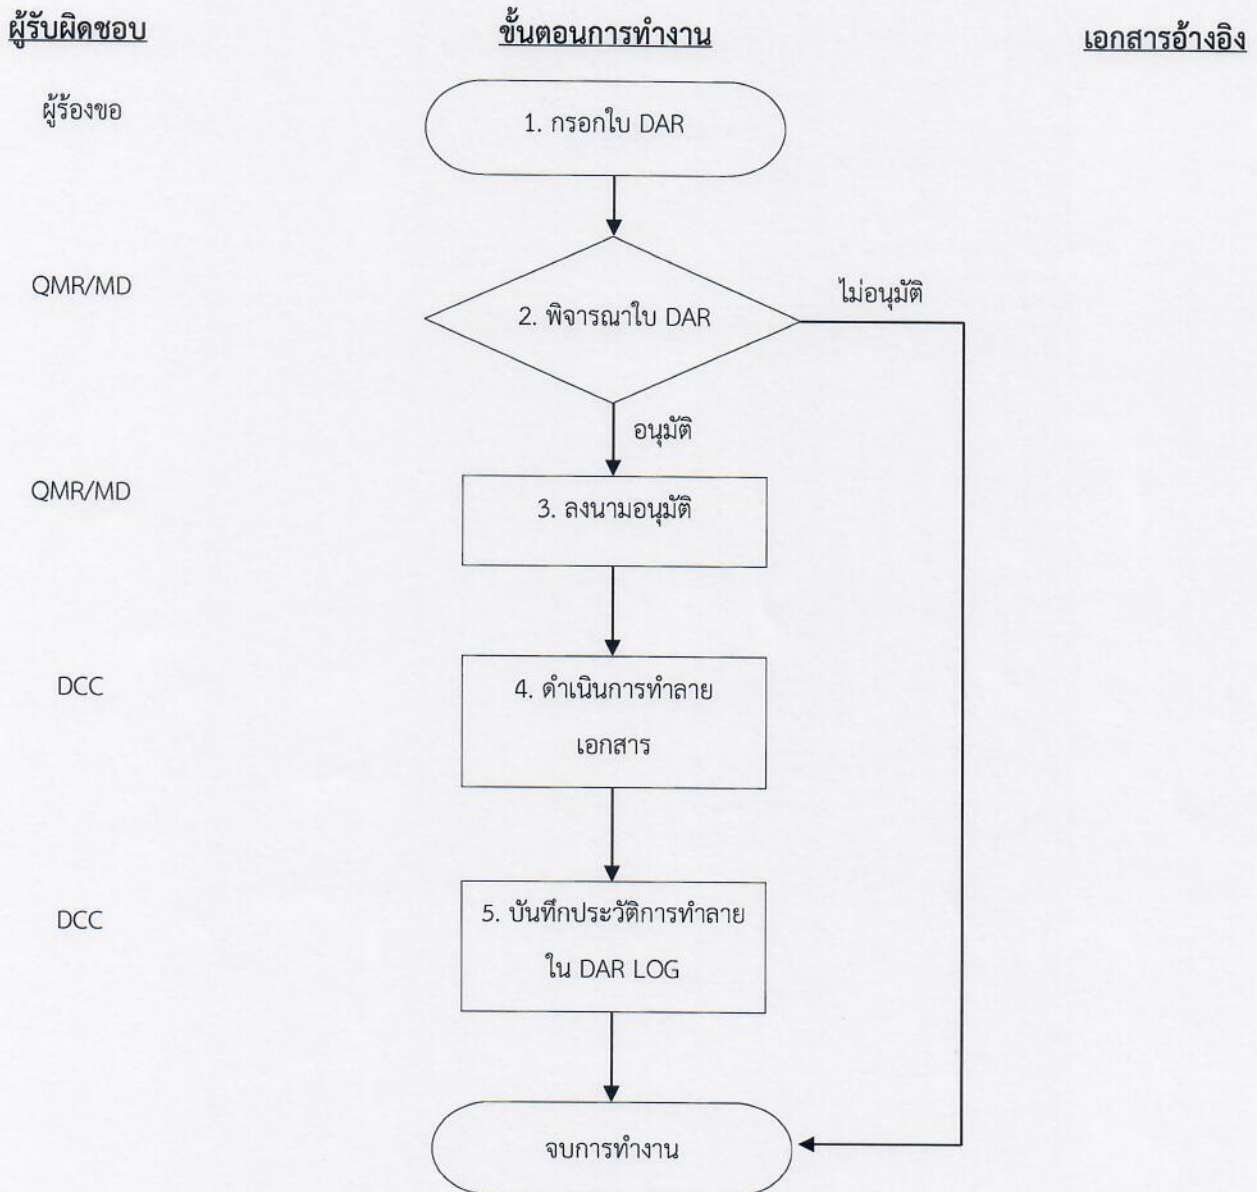 ผู้รับผิดชอบ
ขั้นตอนการทำงาน
เอกสารอ้างอิง
ผู้ร้องขอ
1. กรอกใบ DAR
QMR/MD
2. พิจารณาใบ DAR
ไม่อนุมัติ
อนุมัติ
QMR/MD
3. ลงนามอนุมัติ
DCC
4. ดำเนินการทำลาย
เอกสาร
DCC
5. บันทึกประวัติการทำลาย
ใน DAR LOG
จบการทำงาน